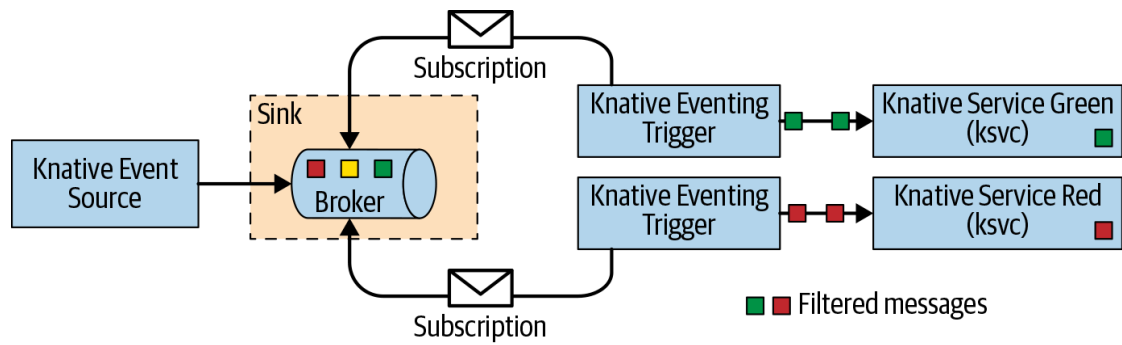 Subscription
Sink
Knative Event
Source
Broker
Knative Eventing
Trigger
Knative Service Green
(ksvc)
Knative Eventing
Trigger
Knative Service Red
(ksvc)
Subscription
Filtered messages